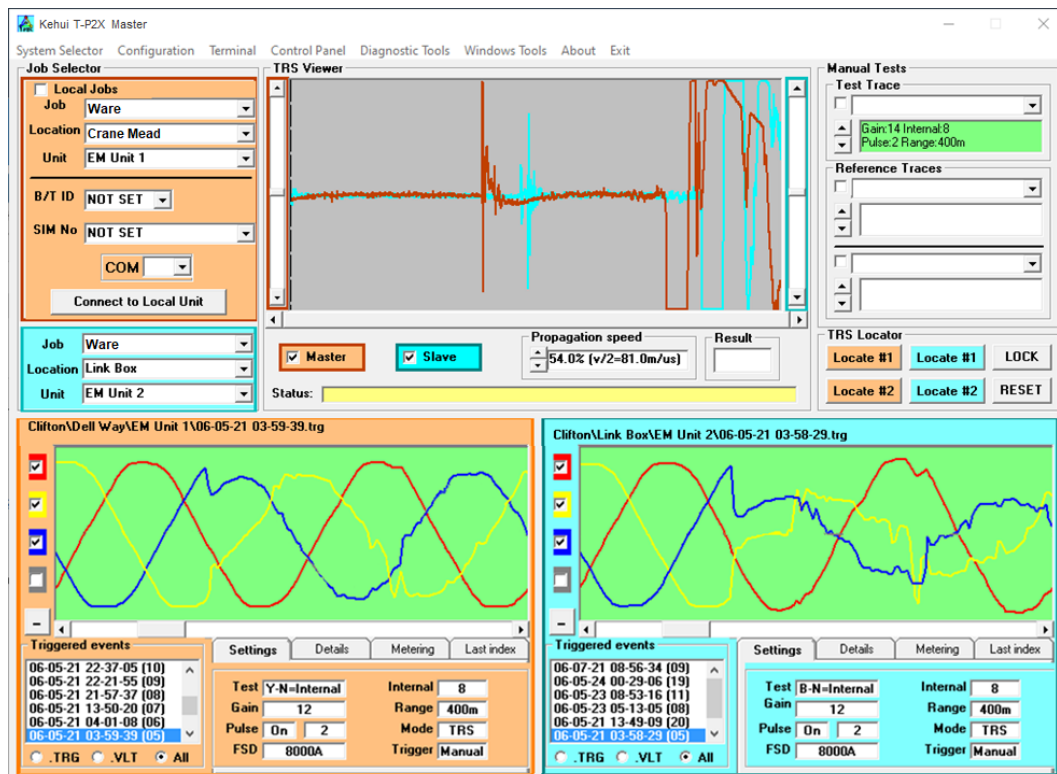 Kehui T-P2X Master
System Selector Configuration Terminal Control Panel Diagnostic Tools Windows Tools About Exit
Job Selector
Local Jobs
Job Ware
Location Crane Mead
Unit EM Unit 1
B/T ID NOT SET
SIM No NOT SET
COM
Connect to Local Unit
Job Ware
Location Link Box
Unit EM Unit 2
TRS Viewer
Master
Slave
Propagation speed
54.0% (v/2=81.0m/us)
Result
Status:
Manual Tests
Test Trace
Gain:14 Internal:8
Pulse:2 Range:400m
Reference Traces
TRS Locator
Locate #1 Locate #1 LOCK
Locate #2 Locate #2 RESET
Clifton\Dell Way\EM Unit 1\06-05-21 03-59-39.trg
Triggered events
06-05-21 22-37-05 (10)
06-05-21 22-21-55 (09)
06-05-21 21-57-37 (08)
06-05-21 13-50-20 (07)
06-05-21 04-01-08 (06)
06-05-21 03-59-39 (05)
.TRG .VLT All
Settings Details Metering Last index
Test Y-N=Internal Internal 8
Gain 12 Range 400m
Pulse On 2 Mode TRS
FSD 8000A Trigger Manual
Clifton\Link Box\EM Unit 2\06-05-21 03-58-29.trg
Triggered events
06-07-21 08-56-34 (09)
06-05-24 00-29-06 (19)
06-05-23 08-53-16 (11)
06-05-23 05-13-05 (08)
06-05-21 13-49-09 (20)
06-05-21 03-58-29 (05)
.TRG .VLT All
Settings Details Metering Last index
Test B-N=Internal Internal 8
Gain 12 Range 400m
Pulse On 2 Mode TRS
FSD 8000A Trigger Manual